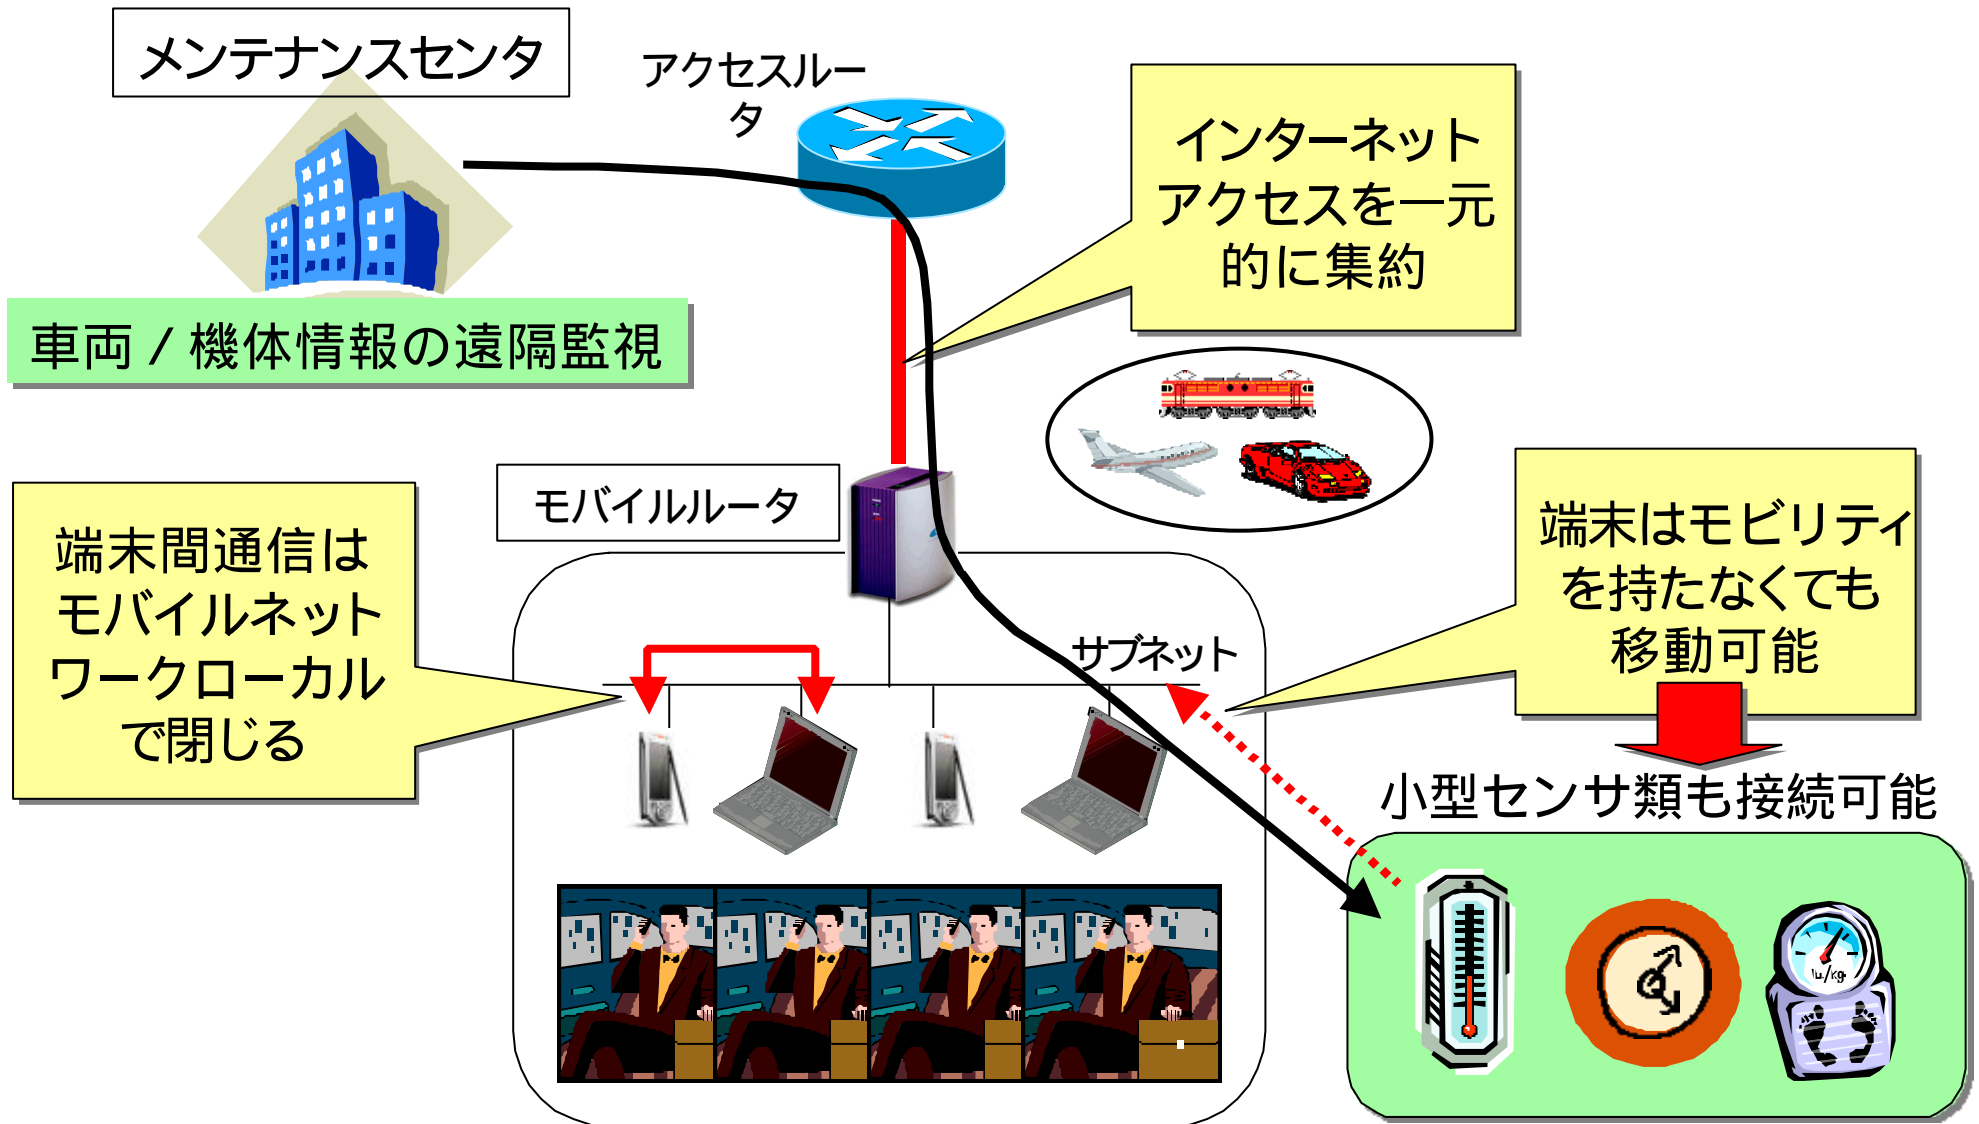 メンテナンスセンタ
アクセスルー
タ
インターネット
アクセスを一元
的に集約
車両/機体情報の遠隔監視
モバイルルータ
端末間通信は
モバイルネット
ワークローカル
で閉じる
端末はモビリティ
を持たなくても
移動可能
サブネット
小型センサ類も接続可能